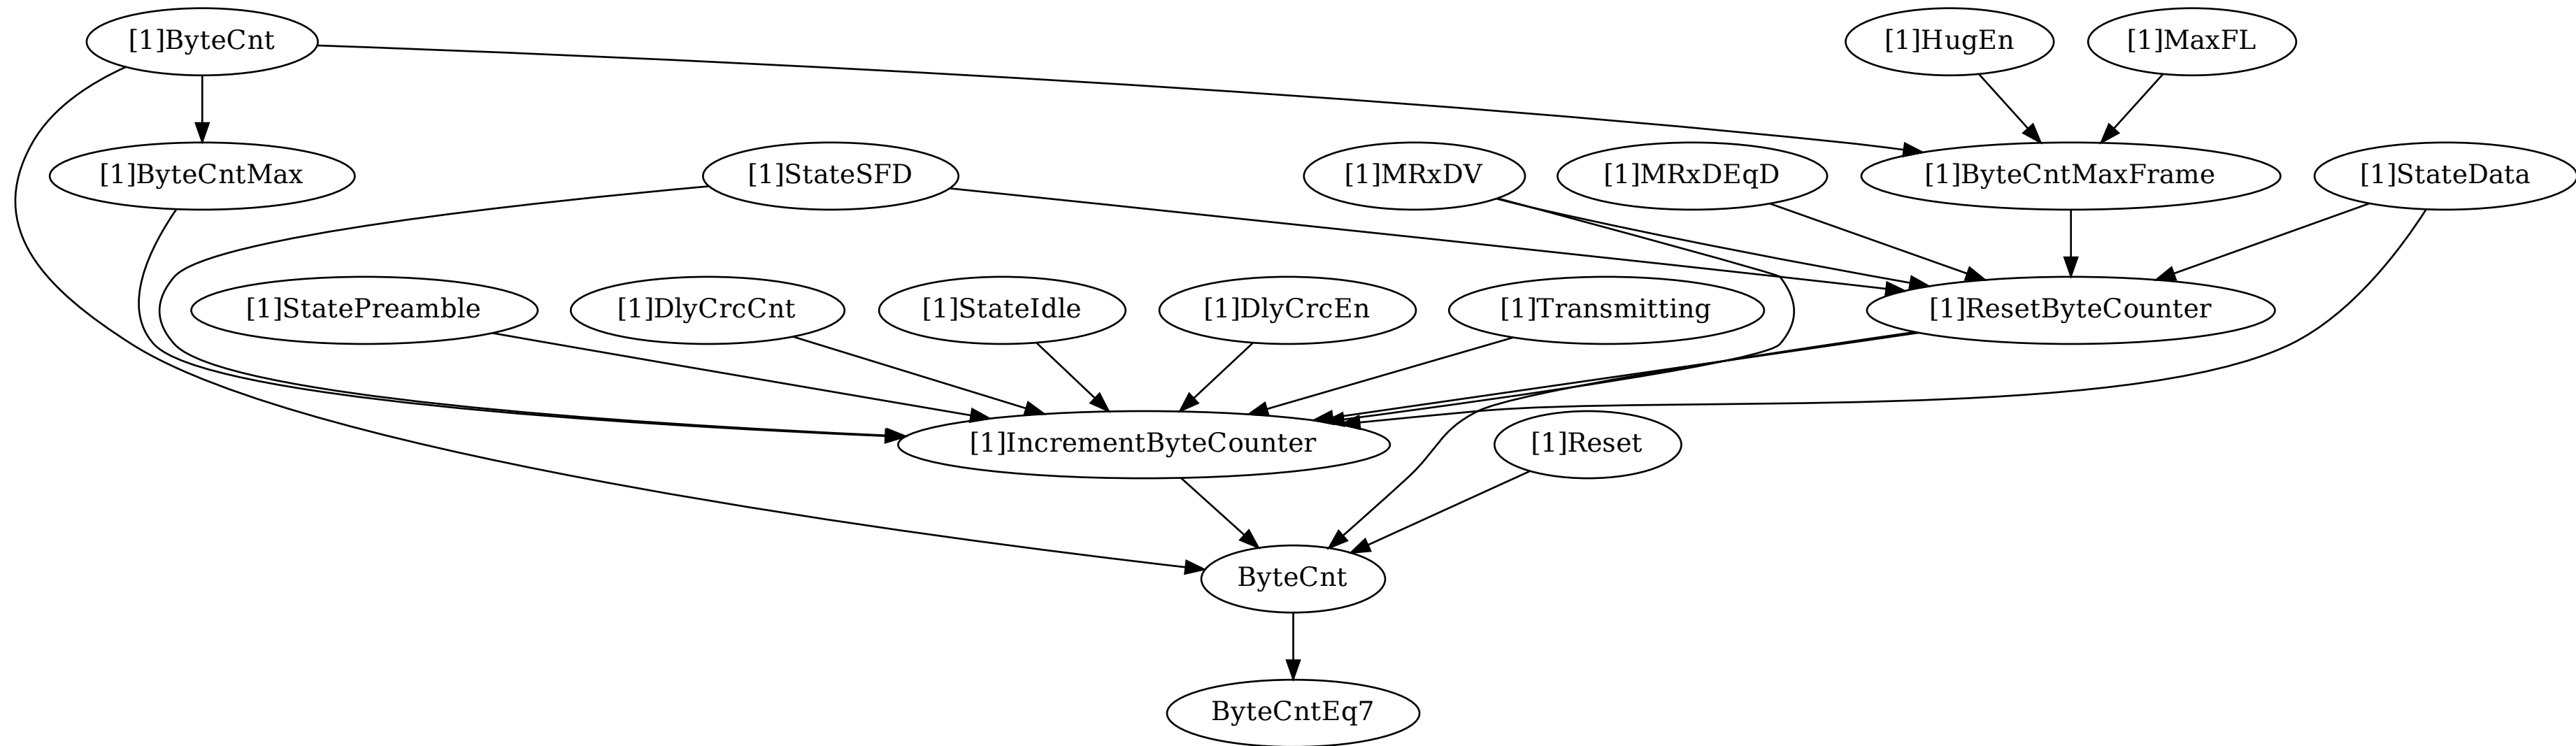 [1]ByteCnt
[1]HugEn
[1]MaxFL
[1]ByteCntMax
[1]StateSFD
[1]MRxDV
[1]MRxDEqD
[1]ByteCntMaxFrame
[1]StateData
[1]StatePreamble
[1]DlyCrcCnt
[1]StateIdle
[1]DlyCrcEn
[1]Transmitting
[1]ResetByteCounter
[1]IncrementByteCounter
[1]Reset
ByteCnt
ByteCntEq7